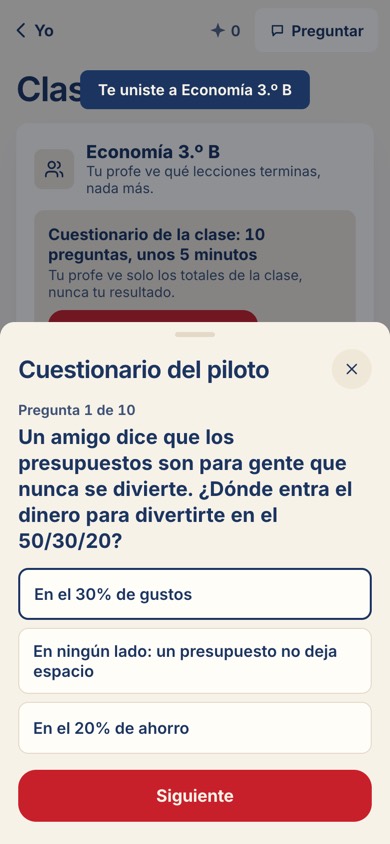 Yo
0
Preguntar
Clas
Te uniste a Economía 3.º B
Economía 3.º B
Tu profe ve qué lecciones terminas,
nada más.
Cuestionario de la clase: 10
preguntas, unos 5 minutos
Tu profe ve solo los totales de la clase,
nunca tu resultado.
Cuestionario del piloto
Pregunta 1 de 10
Un amigo dice que los
presupuestos son para gente que
nunca se divierte. ¿Dónde entra el
dinero para divertirte en el
50/30/20?
En el 30% de gustos
En ningún lado: un presupuesto no deja
espacio
En el 20% de ahorro
Siguiente